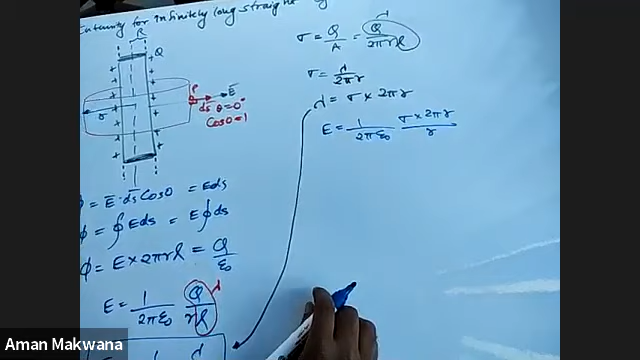 Intensity for infinitely long straight
R
Q
P
E
r
ds θ=0°
Cosθ=1
ϕ = E·ds Cosθ = Eds
ϕ = ∮Eds = E∮ds
ϕ = E×2πrl = Q/ε₀
E = 1/2πε₀ Q/rl λ
λ
σ = Q/A = Q/2πrl
σ = λ/2πr
λ = σ × 2πr
E = 1/2πε₀ σ×2πr/r
Aman Makwana